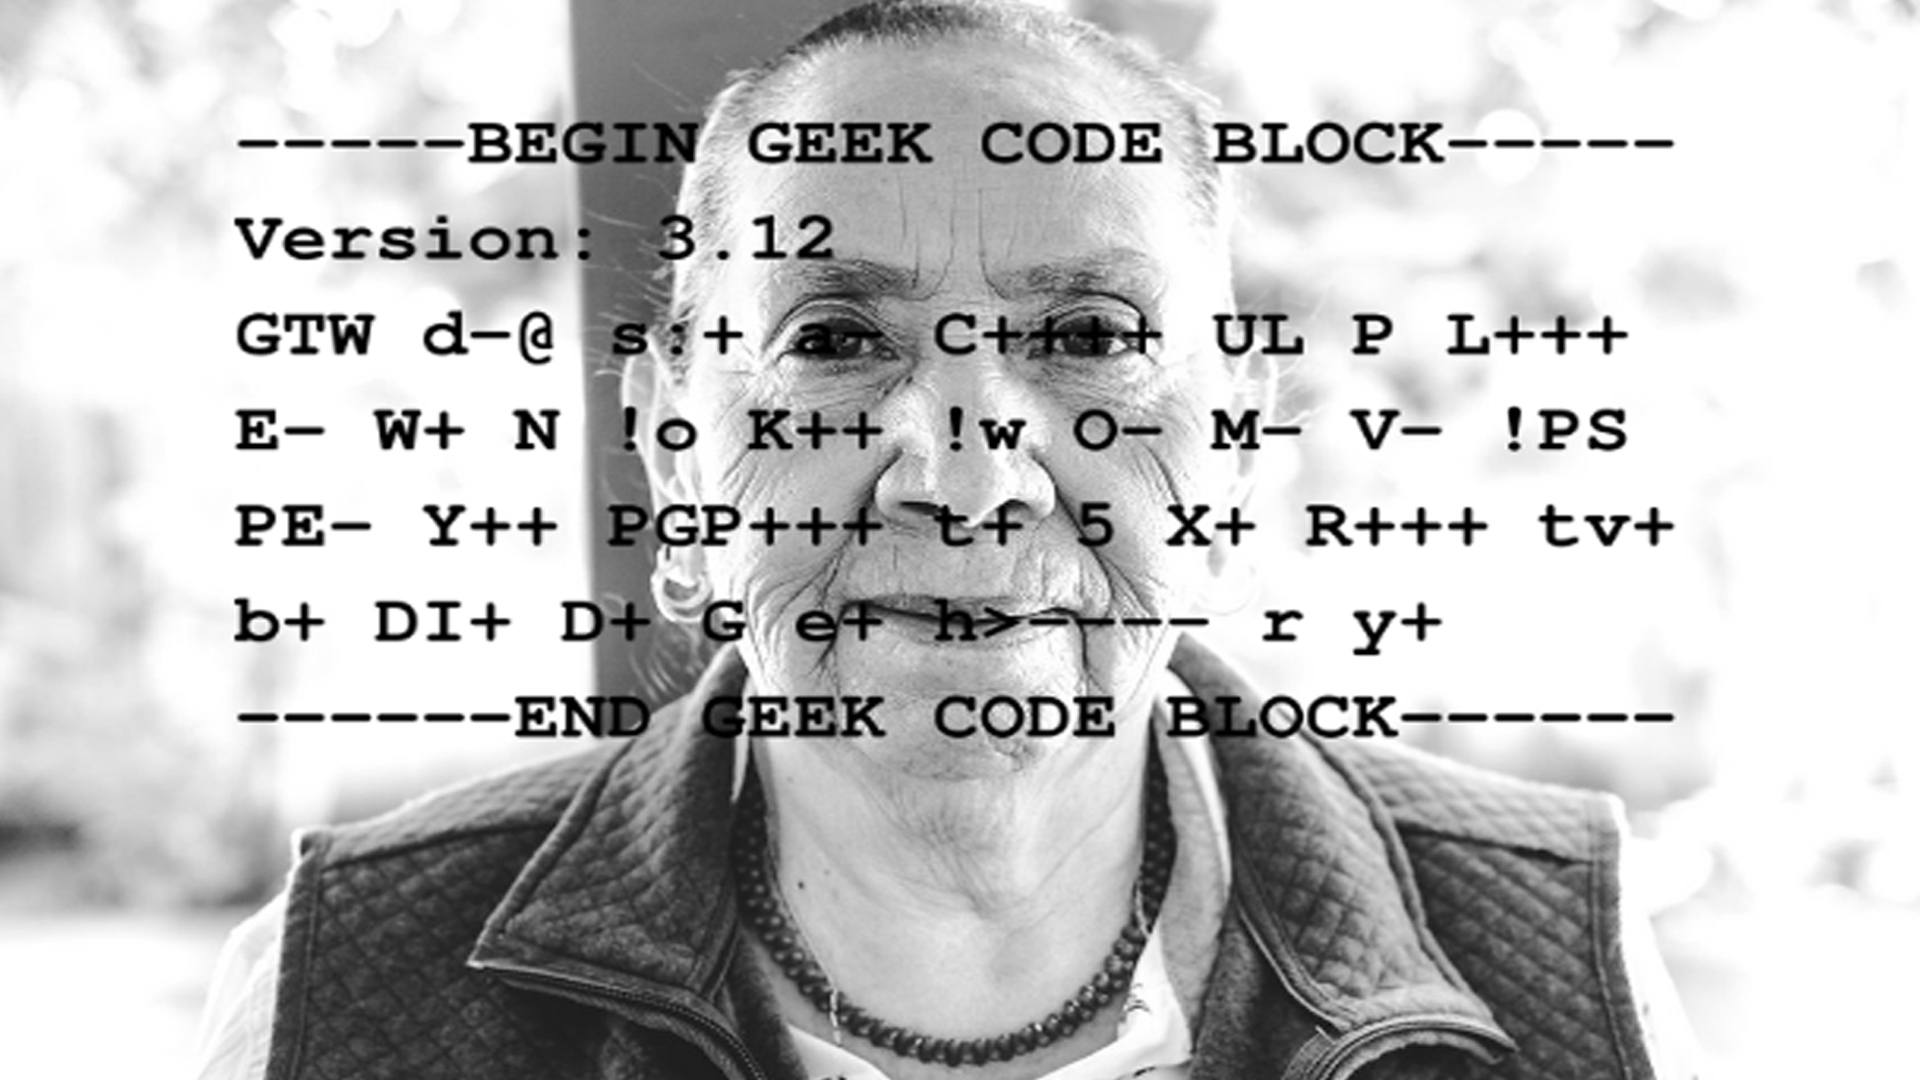 -----BEGIN GEEK CODE BLOCK-----
Version: 3.12
GTW d-@ s:+ a- C++++ UL P L+++
E- W+ N !o K++ !w O- M- V- !PS
PE- Y++ PGP+++ t+ 5 X+ R+++ tv+
b+ DI+ D+ G e+ h>---- r y+
------END GEEK CODE BLOCK------